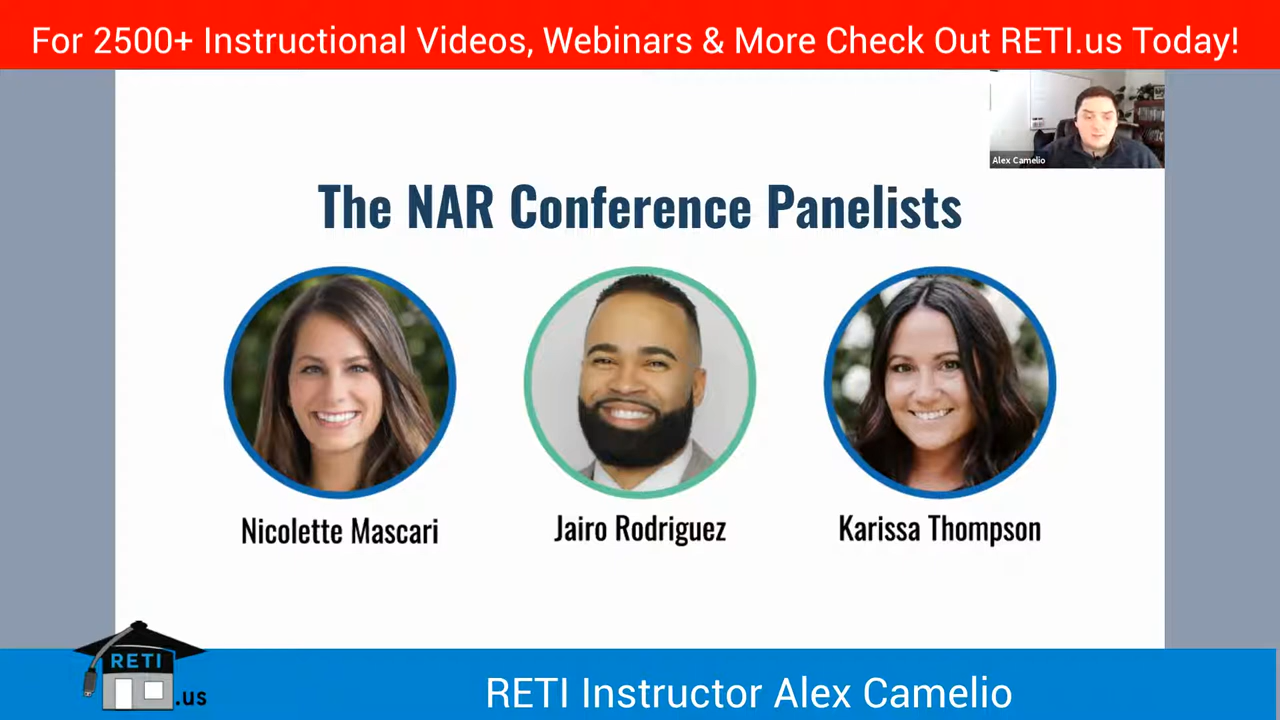 For 2500+ Instructional Videos, Webinars & More Check Out RETI.us Today!
Alex Camelio
The NAR Conference Panelists
Nicolette Mascari
Jairo Rodriguez
Karissa Thompson
RETI
.us
RETI Instructor Alex Camelio